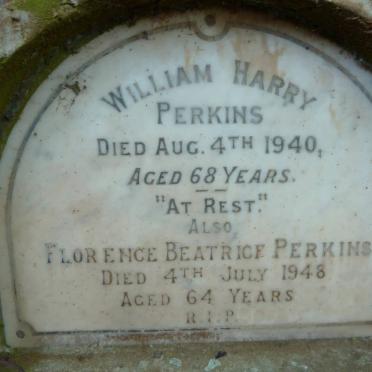 WILLIAM HARRY
PERKINS
DIED AUG. 4TH 1940,
AGED 68 YEARS.
"AT REST."
ALSO
FLORENCE BEATRICE PERKINS
DIED 4TH JULY 1948
AGED 64 YEARS
R.I.P.